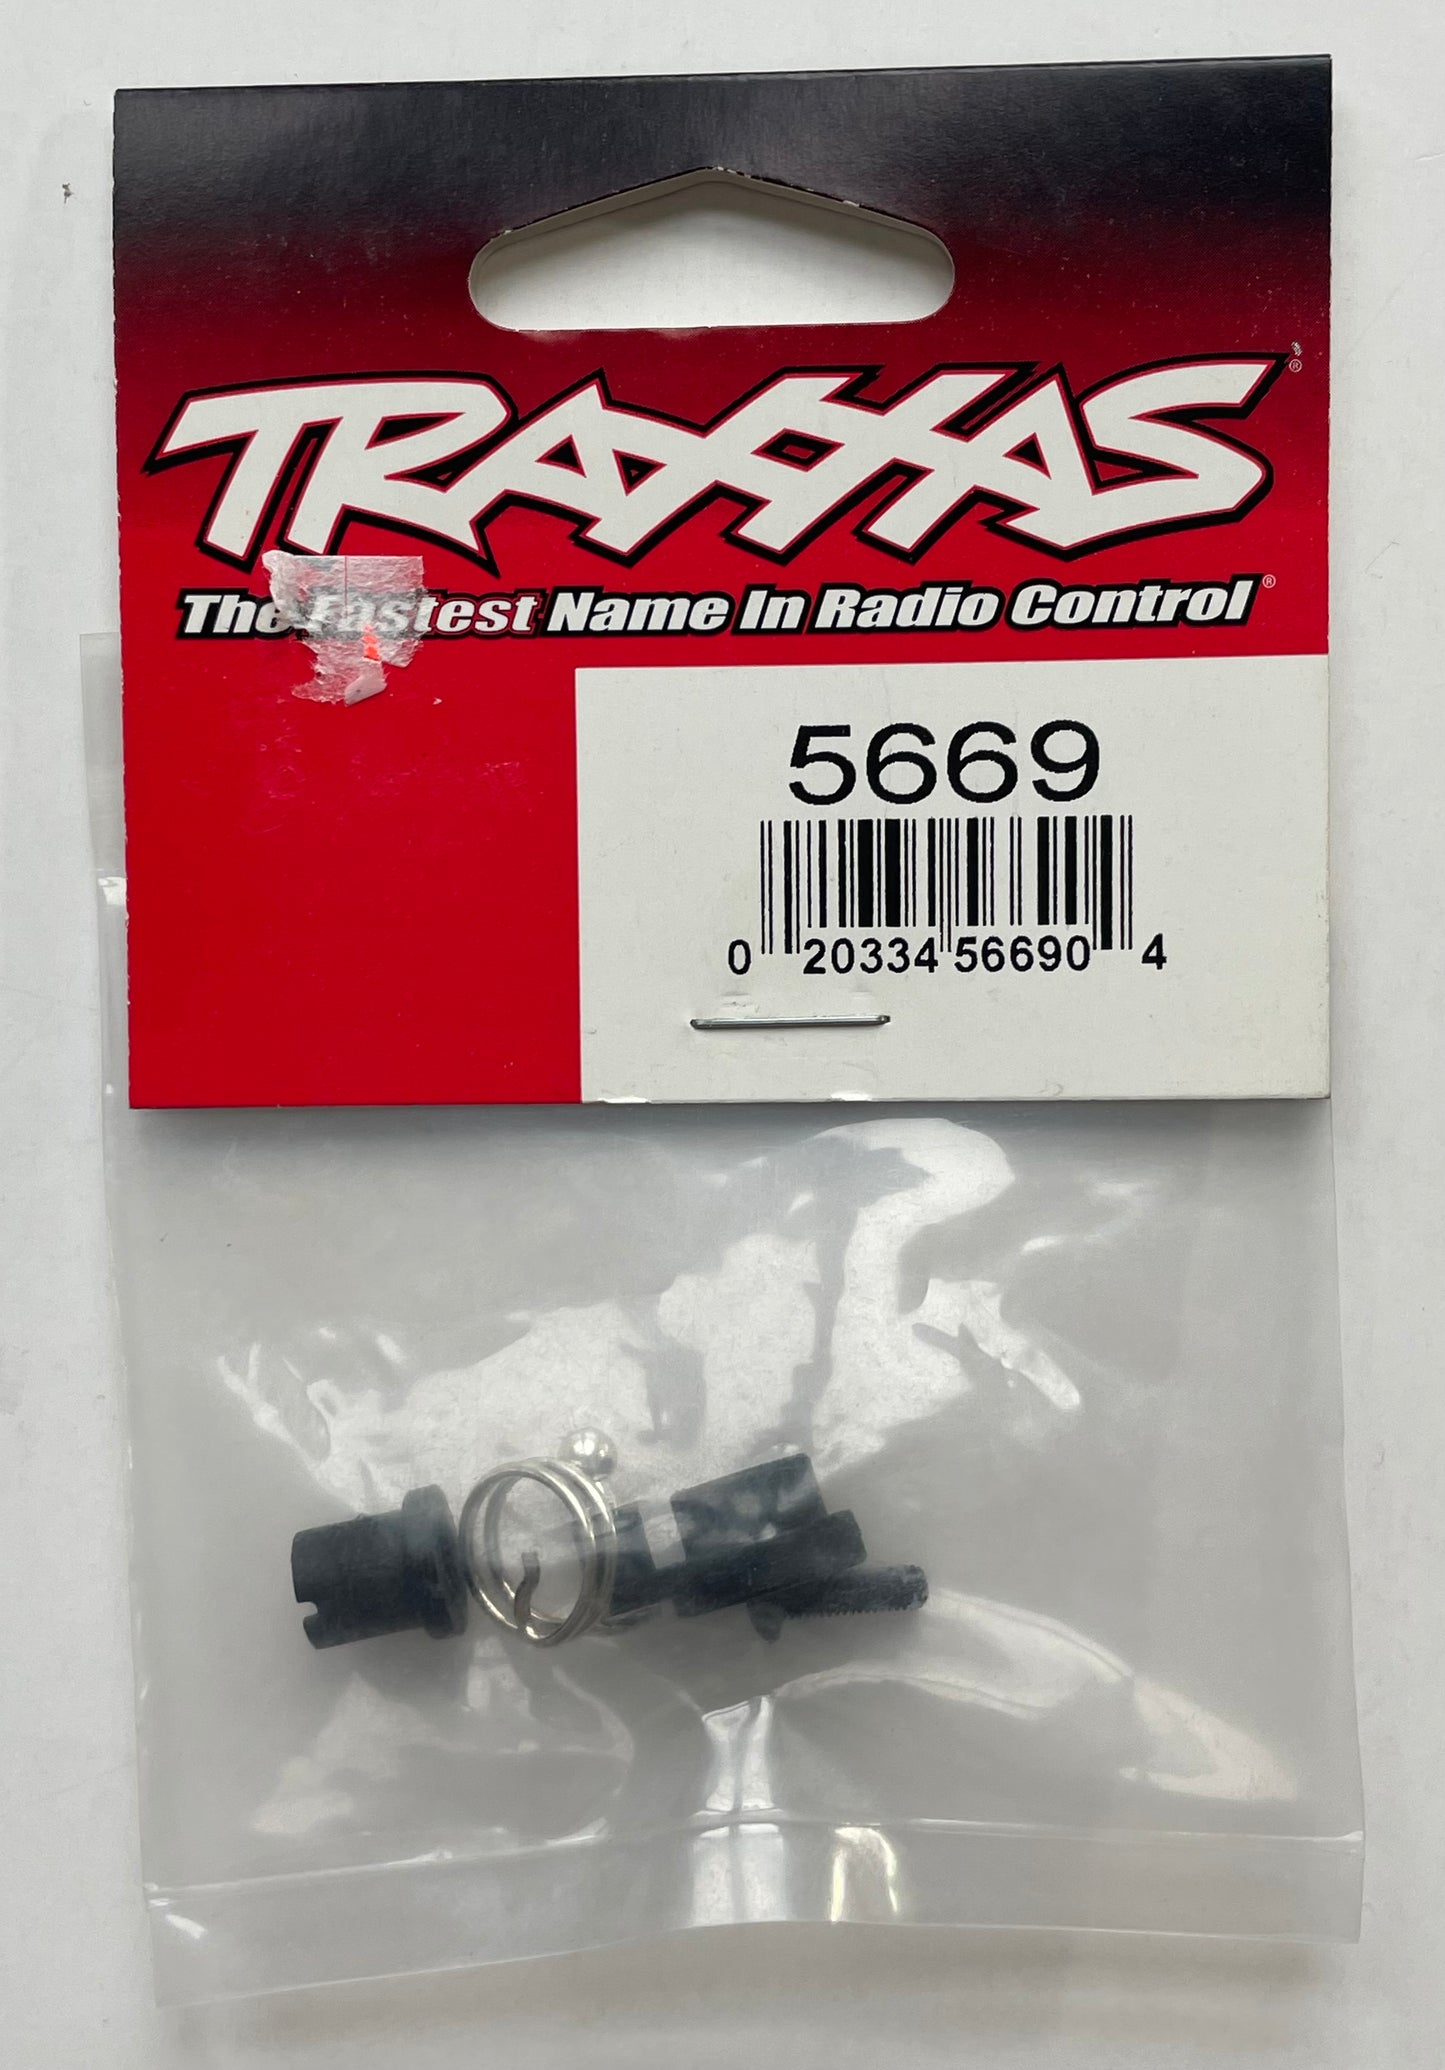 TRAXXAS®
The Fastest Name In Radio Control®
5669
0 20334 56690 4